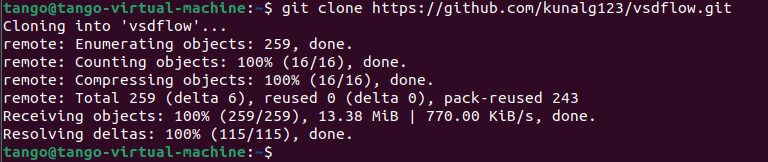 tango@tango-virtual-machine:~$ git clone https://github.com/kunalg123/vsdflow.git
Cloning into 'vsdflow'...
remote: Enumerating objects: 259, done.
remote: Counting objects: 100% (16/16), done.
remote: Compressing objects: 100% (16/16), done.
remote: Total 259 (delta 6), reused 0 (delta 0), pack-reused 243
Receiving objects: 100% (259/259), 13.38 MiB | 770.00 KiB/s, done.
Resolving deltas: 100% (115/115), done.
tango@tango-virtual-machine:~$